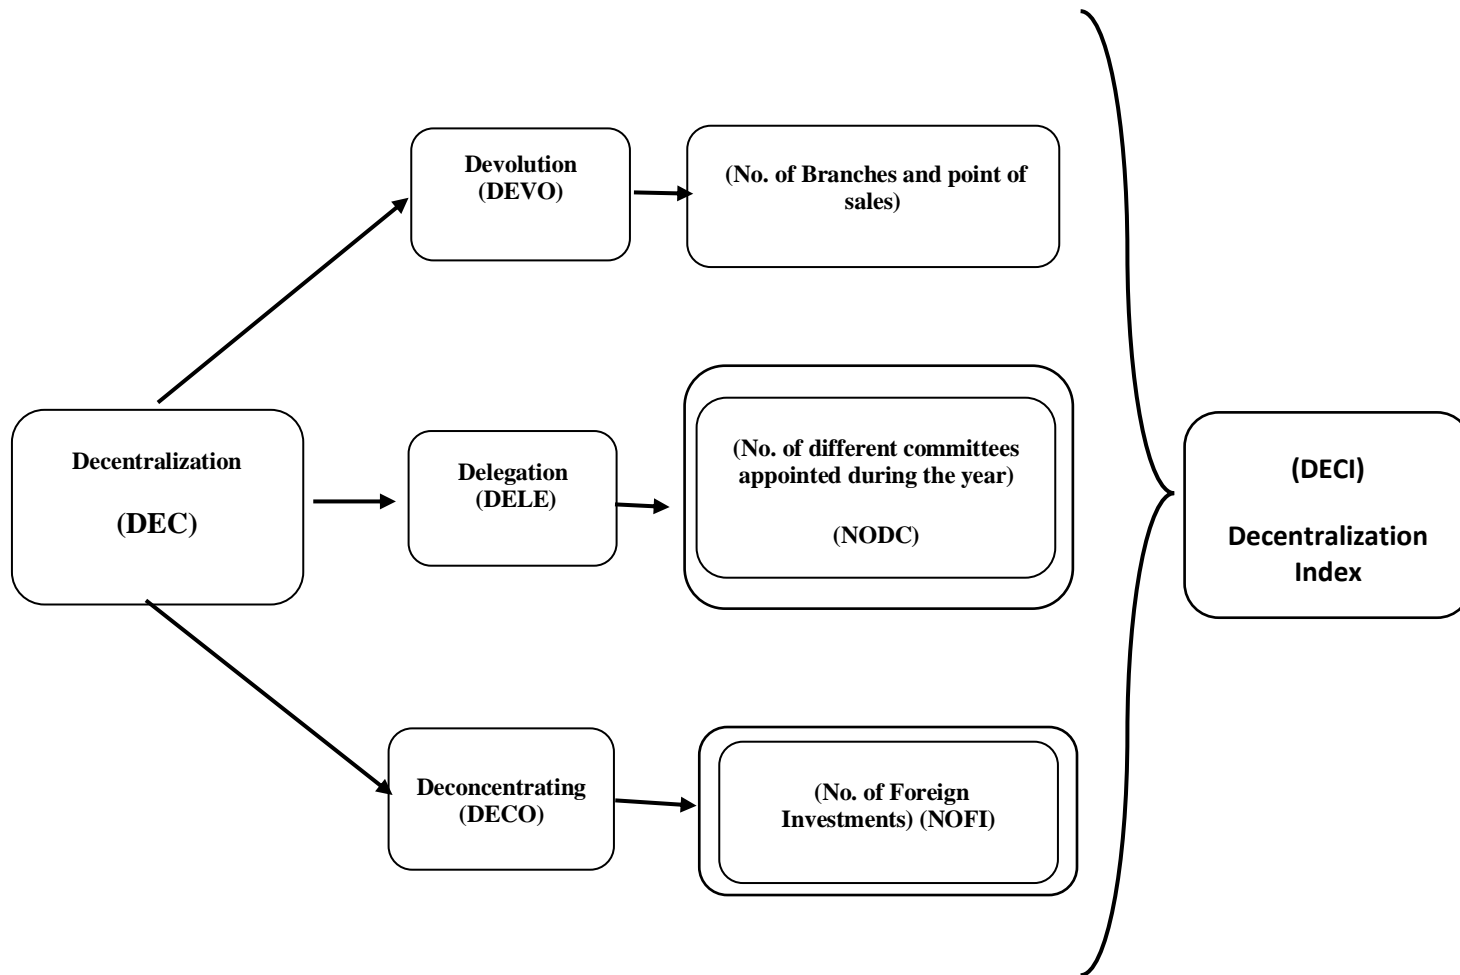 Devolution
(DEVO)
(No. of Branches and point of
sales)
Decentralization
(DEC)
Delegation
(DELE)
(No. of different committees
appointed during the year)
(NODC)
(DECI)
Decentralization
Index
Deconcentrating
(DECO)
(No. of Foreign
Investments) (NOFI)